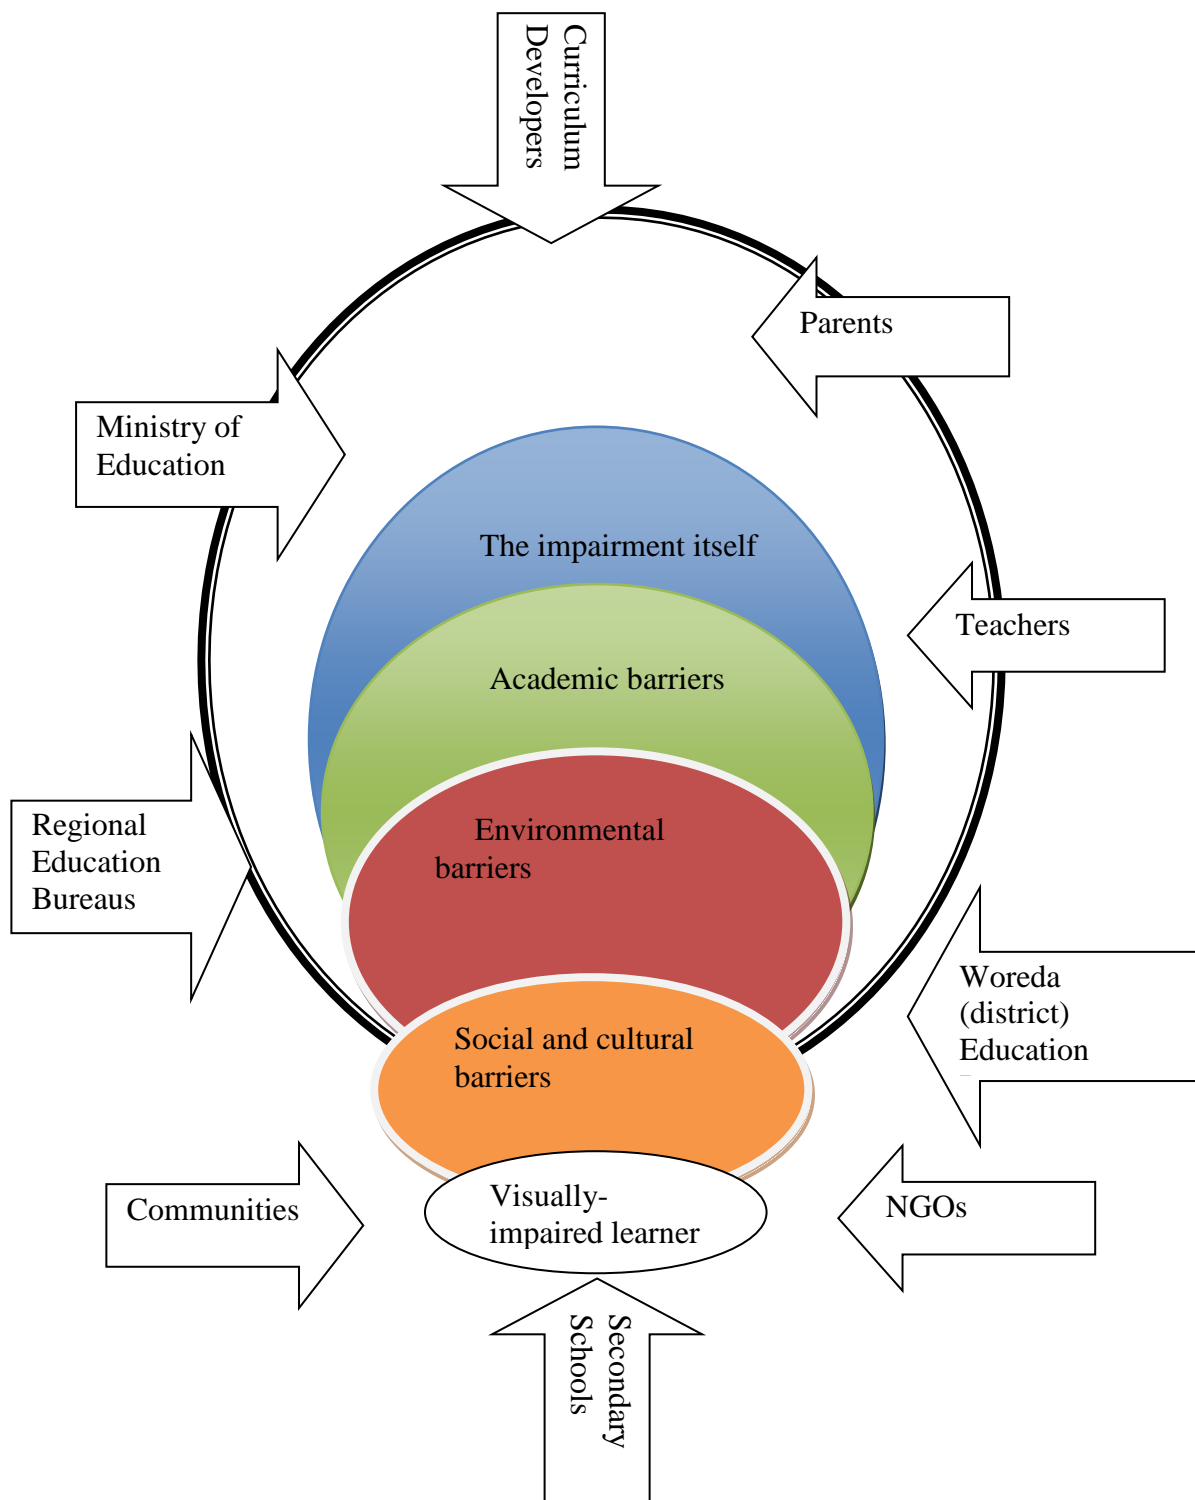 Curriculum
Developers
Parents
Ministry of
Education
The impairment itself
Teachers
Academic barriers
Regional
Education
Bureaus
Environmental
barriers
Woreda
(district)
Education
Social and cultural
barriers
Communities
Visually-
impaired learner
NGOs
Secondary
Schools